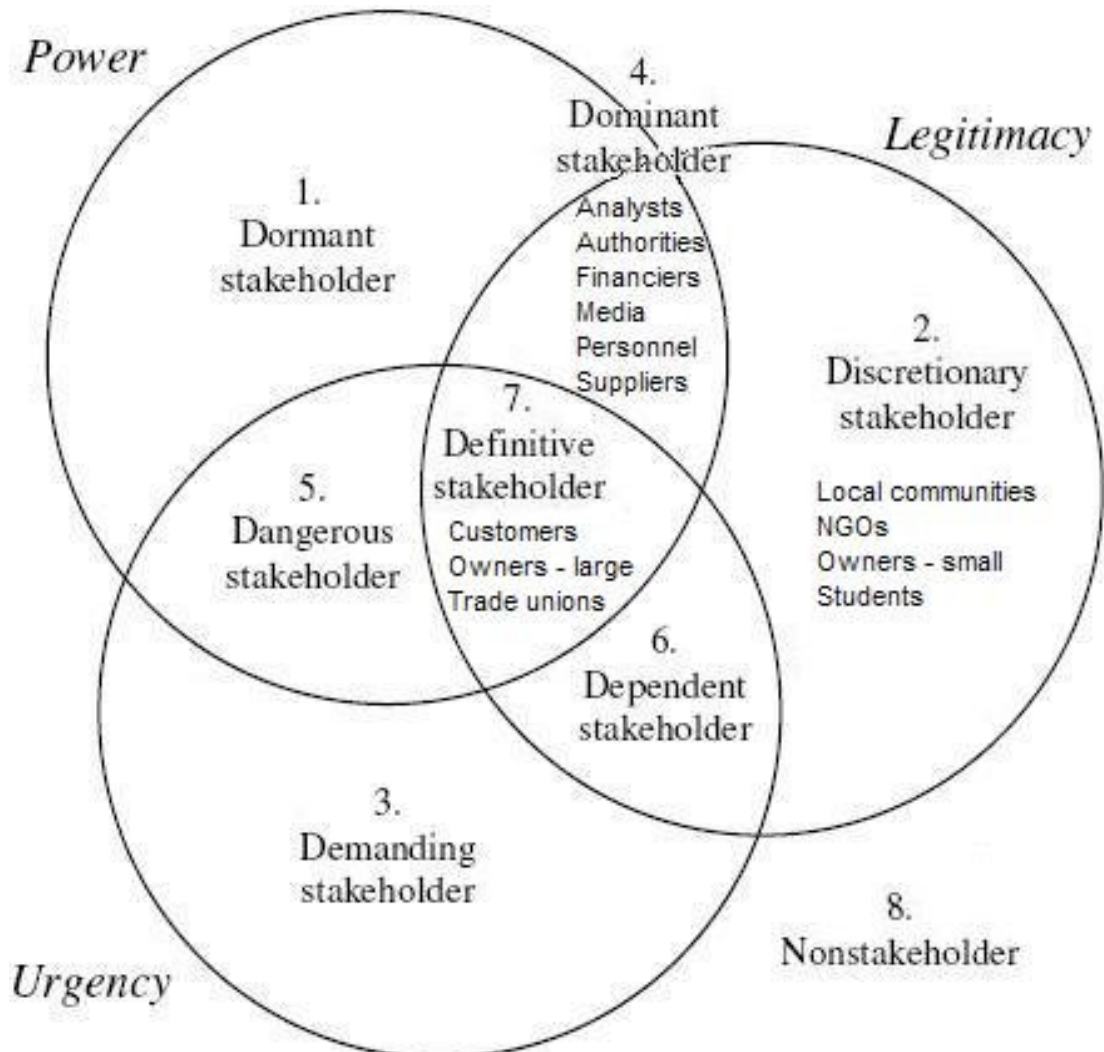 Power
4.
Dominant
stakeholder
Legitimacy
Analysts
Authorities
Financiers
Media
Personnel
Suppliers
1.
Dormant
stakeholder
2.
Discretionary
stakeholder
Local communities
NGOs
Owners - small
Students
7.
Definitive
stakeholder
Customers
Owners - large
Trade unions
5.
Dangerous
stakeholder
6.
Dependent
stakeholder
3.
Demanding
stakeholder
8.
Nonstakeholder
Urgency